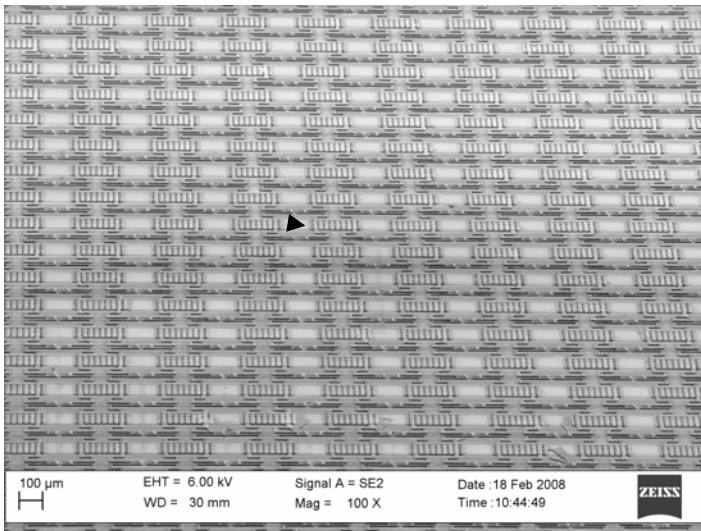 100 µm
EHT = 6.00 kV
Signal A = SE2
Date :18 Feb 2008
WD = 30 mm
Mag = 100 X
Time :10:44:49
ZEISS